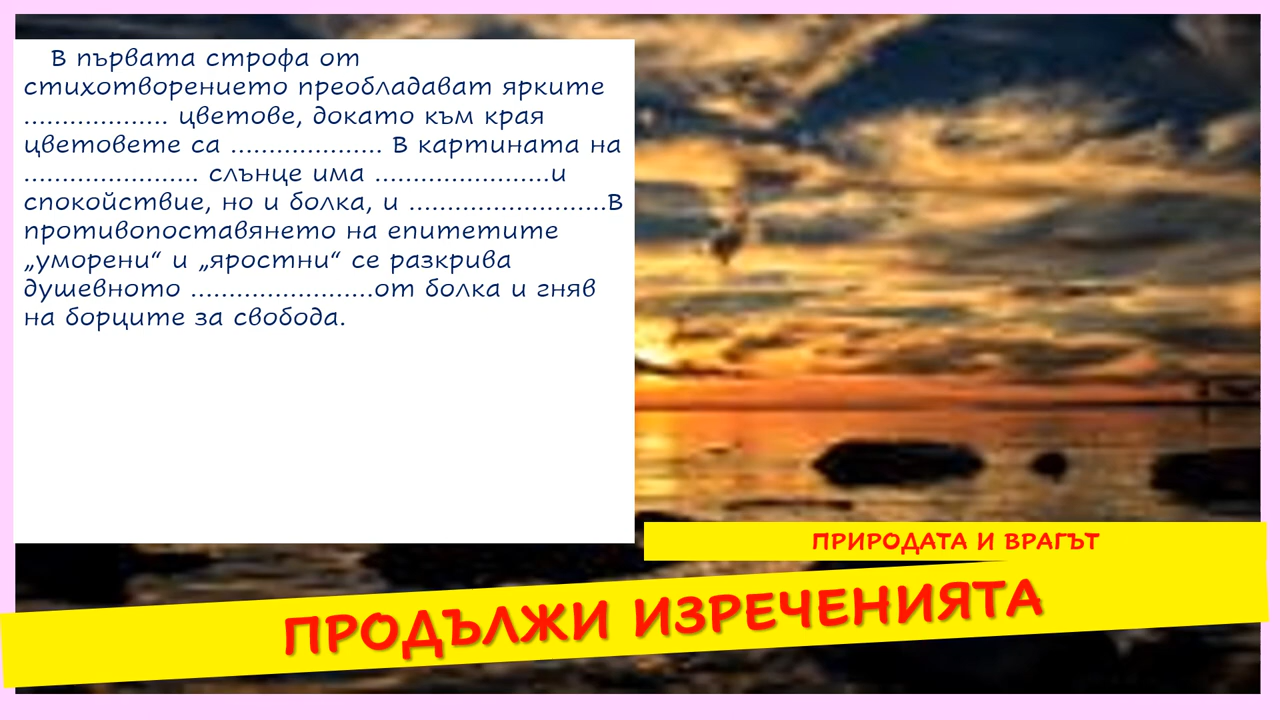 В първата строфа от
стихотворението преобладават ярките
................... цветове, докато към края
цветовете са .................... В картината на
....................... слънце има .......................и
спокойствие, но и болка, и ..........................В
противопоставянето на епитетите
„уморени“ и „яростни“ се разкрива
душевното ........................от болка и гняв
на борците за свобода.
ПРИРОДАТА И ВРАГЪТ
ПРОДЪЛЖИ ИЗРЕЧЕНИЯТА